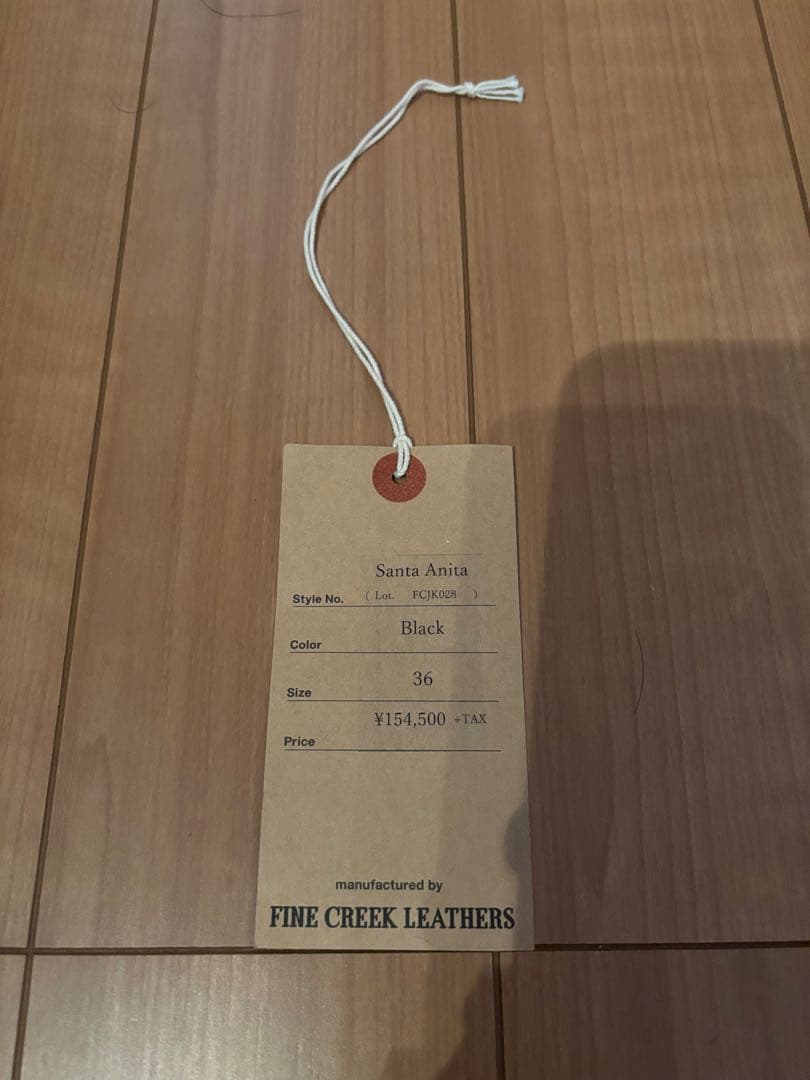 Santa Anita
Style No. ( Lot. FCJK028 )
Color Black
Size 36
Price ¥154,500 +TAX
manufactured by
FINE CREEK LEATHERS